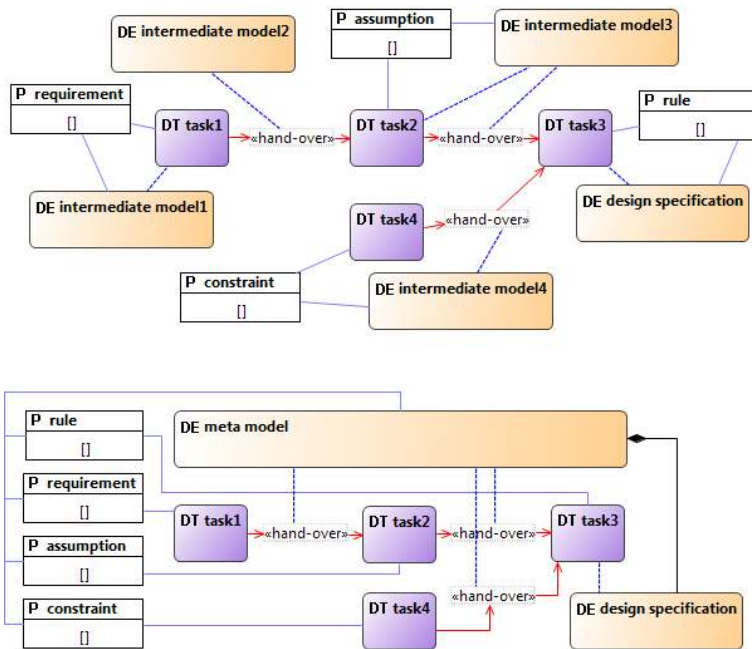 P assumption
[]
DE intermediate model2
DE intermediate model3
P requirement
[]
P rule
[]
DT task1
«hand-over»
DT task2
«hand-over»
DT task3
DE intermediate model1
DT task4
«hand-over»
DE design specification
P constraint
[]
DE intermediate model4
P rule
[]
DE meta model
P requirement
[]
DT task1
«hand-over»
DT task2
«hand-over»
DT task3
P assumption
[]
P constraint
[]
DT task4
«hand-over»
DE design specification